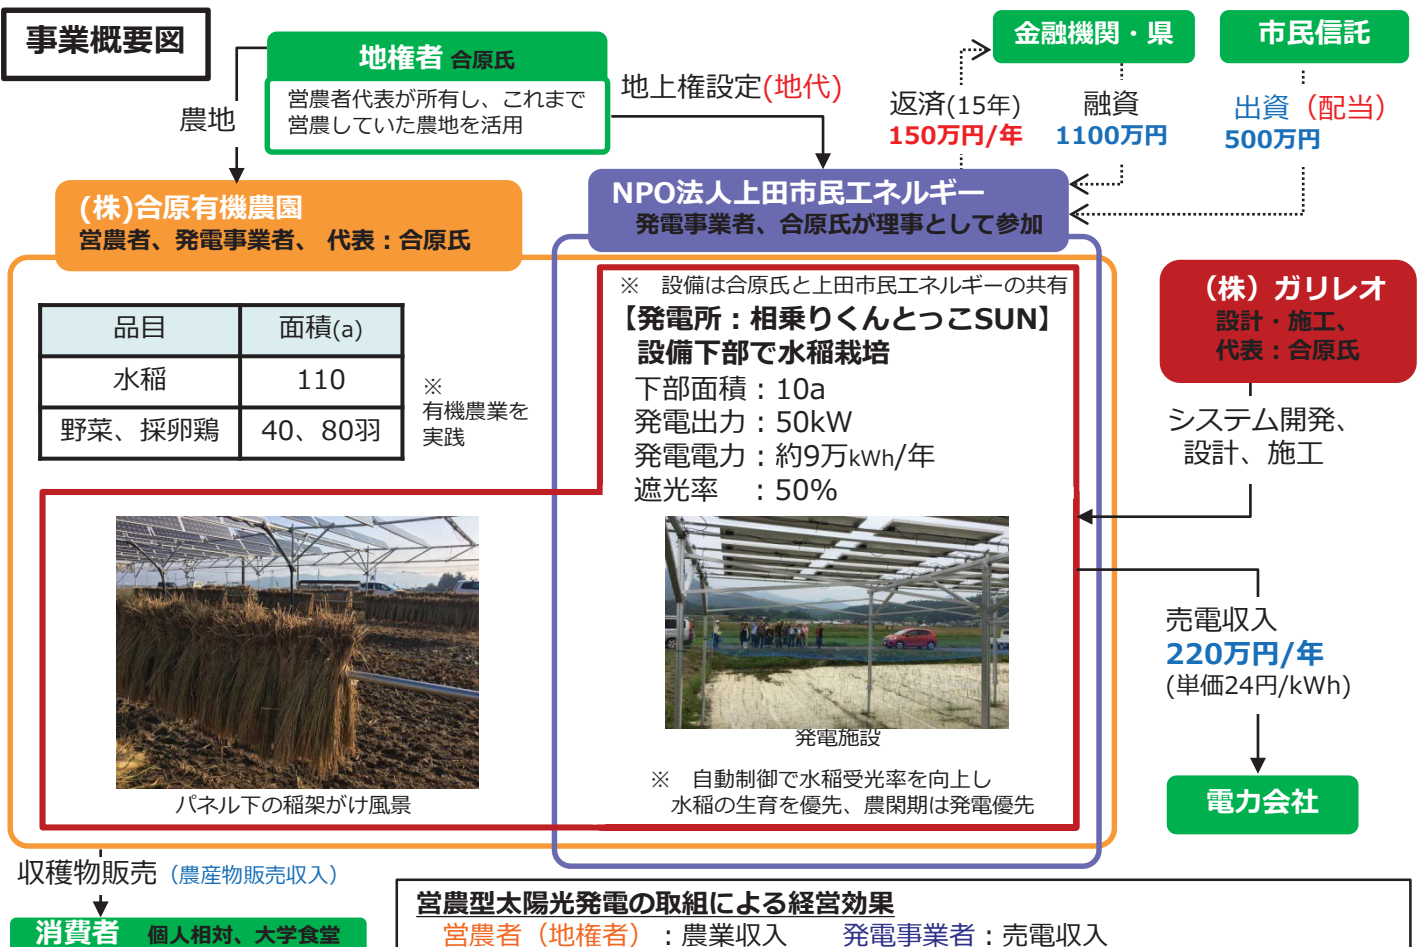 事業概要図
地権者 合原氏
営農者代表が所有し、これまで
営農していた農地を活用
農地
地上権設定(地代)
金融機関・県
市民信託
返済(15年)
150万円/年
融資
1100万円
出資（配当）
500万円
(株)合原有機農園
営農者、発電事業者、 代表：合原氏
NPO法人上田市民エネルギー
発電事業者、合原氏が理事として参加
品目 面積(a)
水稲 110
野菜、採卵鶏 40、80羽
※
有機農業を
実践
※ 設備は合原氏と上田市民エネルギーの共有
【発電所：相乗りくんとっこSUN】
設備下部で水稲栽培
下部面積：10a
発電出力：50kW
発電電力：約9万kWh/年
遮光率 ：50%
（株）ガリレオ
設計・施工、
代表：合原氏
システム開発、
設計、施工
パネル下の稲架がけ風景
発電施設
※ 自動制御で水稲受光率を向上し
水稲の生育を優先、農閑期は発電優先
売電収入
220万円/年
(単価24円/kWh)
電力会社
収穫物販売（農産物販売収入）
消費者 個人相対、大学食堂
営農型太陽光発電の取組による経営効果
営農者（地権者）：農業収入 発電事業者：売電収入